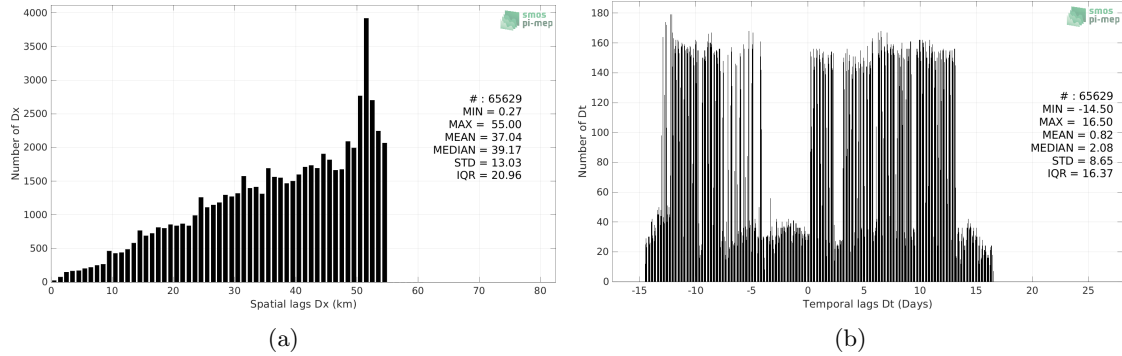 smos
pi-mep
Number of Dx
4000
3500
3000
2500
2000
1500
1000
500
0
# : 65629
MIN = 0.27
MAX = 55.00
MEAN = 37.04
MEDIAN = 39.17
STD = 13.03
IQR = 20.96
0 10 20 30 40 50 60 70 80
Spatial lags Dx (km)
(a)
smos
pi-mep
Number of Dt
180
160
140
120
100
80
60
40
20
0
# : 65629
MIN = -14.50
MAX = 16.50
MEAN = 0.82
MEDIAN = 2.08
STD = 8.65
IQR = 16.37
-15 -10 -5 0 5 10 15 20 25
Temporal lags Dt (Days)
(b)